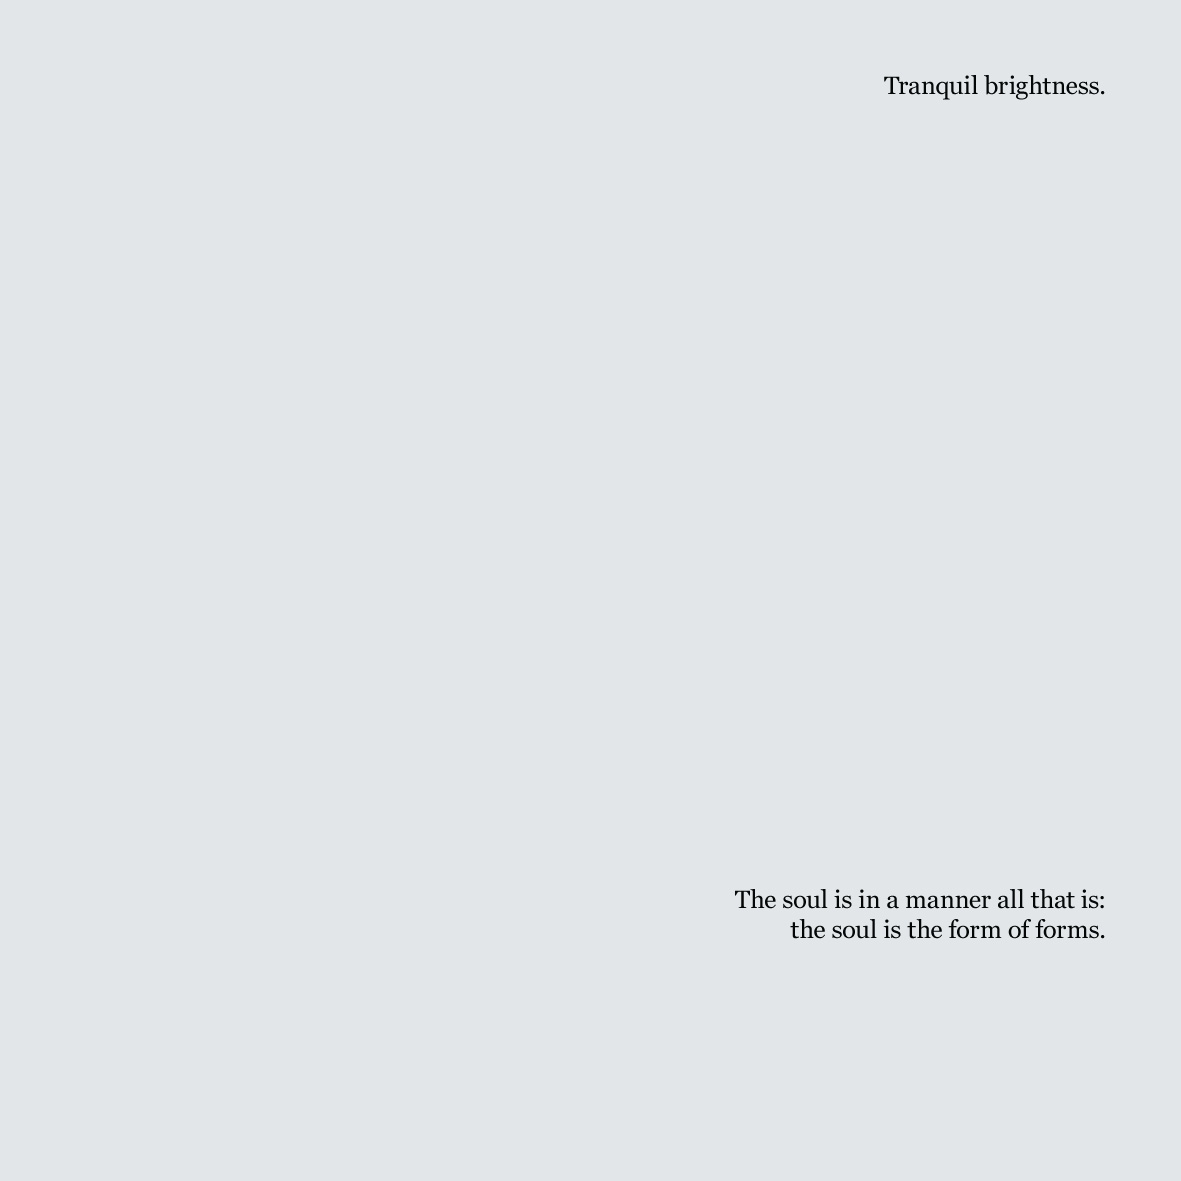 Tranquil brightness.
The soul is in a manner all that is:
the soul is the form of forms.